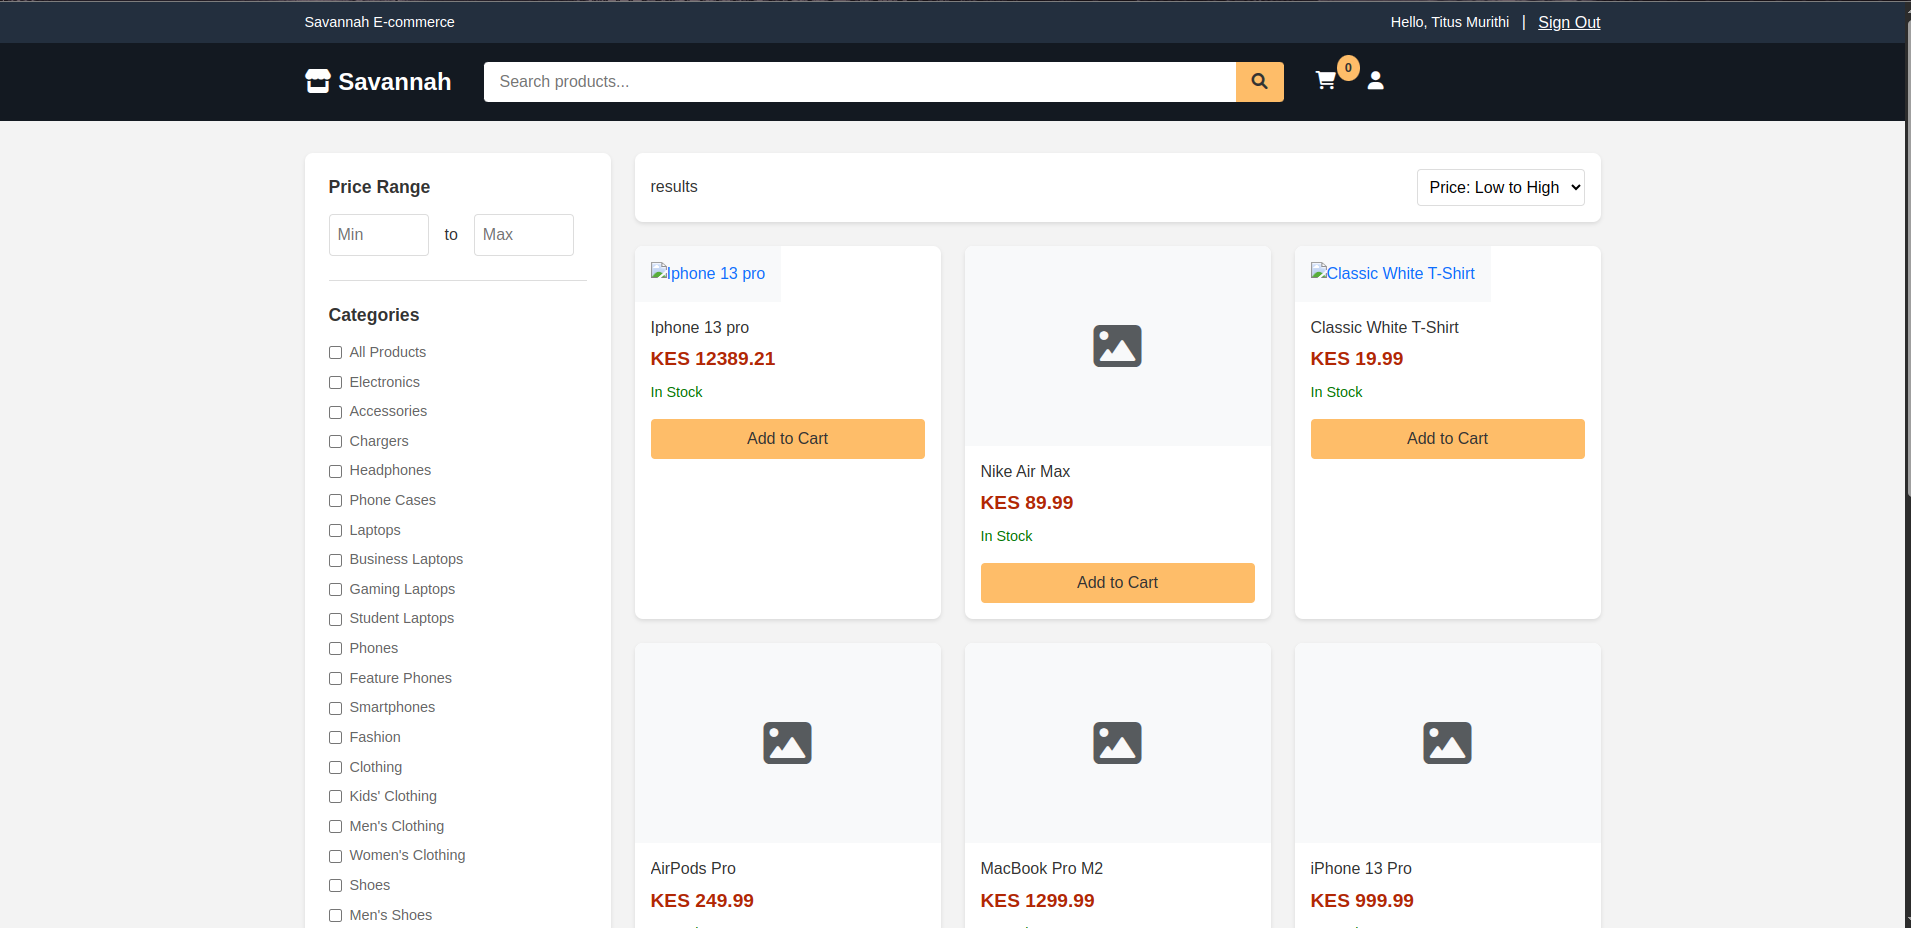 Savannah E-commerce
Hello, Titus Murithi | Sign Out
Savannah
Search products...
0
Price Range
Min to Max
Categories
All Products
Electronics
Accessories
Chargers
Headphones
Phone Cases
Laptops
Business Laptops
Gaming Laptops
Student Laptops
Phones
Feature Phones
Smartphones
Fashion
Clothing
Kids' Clothing
Men's Clothing
Women's Clothing
Shoes
Men's Shoes
results
Price: Low to High
Iphone 13 pro
Iphone 13 pro
KES 12389.21
In Stock
Add to Cart
Nike Air Max
KES 89.99
In Stock
Add to Cart
Classic White T-Shirt
Classic White T-Shirt
KES 19.99
In Stock
Add to Cart
AirPods Pro
KES 249.99
MacBook Pro M2
KES 1299.99
iPhone 13 Pro
KES 999.99